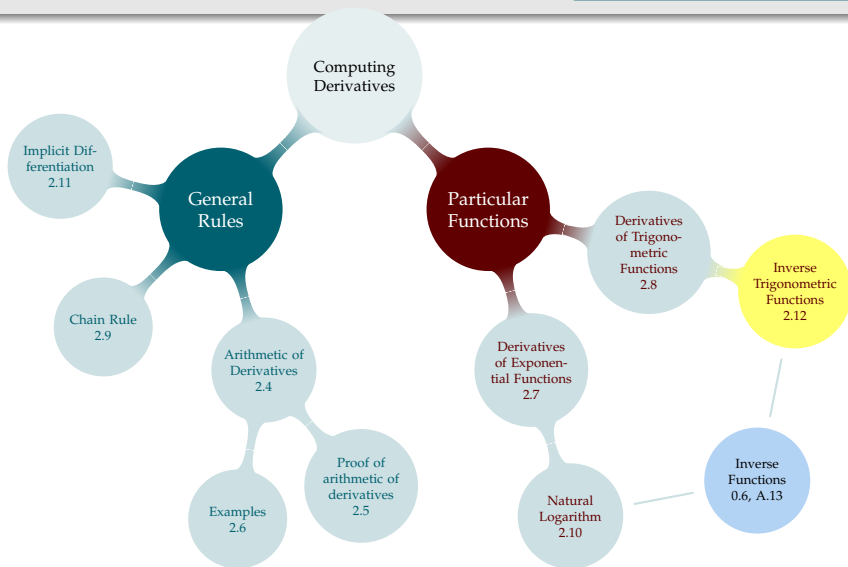 Computing
Derivatives
Implicit Dif-
ferentiation
2.11
General
Rules
Particular
Functions
Derivatives
of Trigono-
metric
Functions
2.8
Inverse
Trigonometric
Functions
2.12
Chain Rule
2.9
Arithmetic of
Derivatives
2.4
Derivatives
of Exponen-
tial Functions
2.7
Proof of
arithmetic of
derivatives
2.5
Inverse
Functions
0.6, A.13
Examples
2.6
Natural
Logarithm
2.10